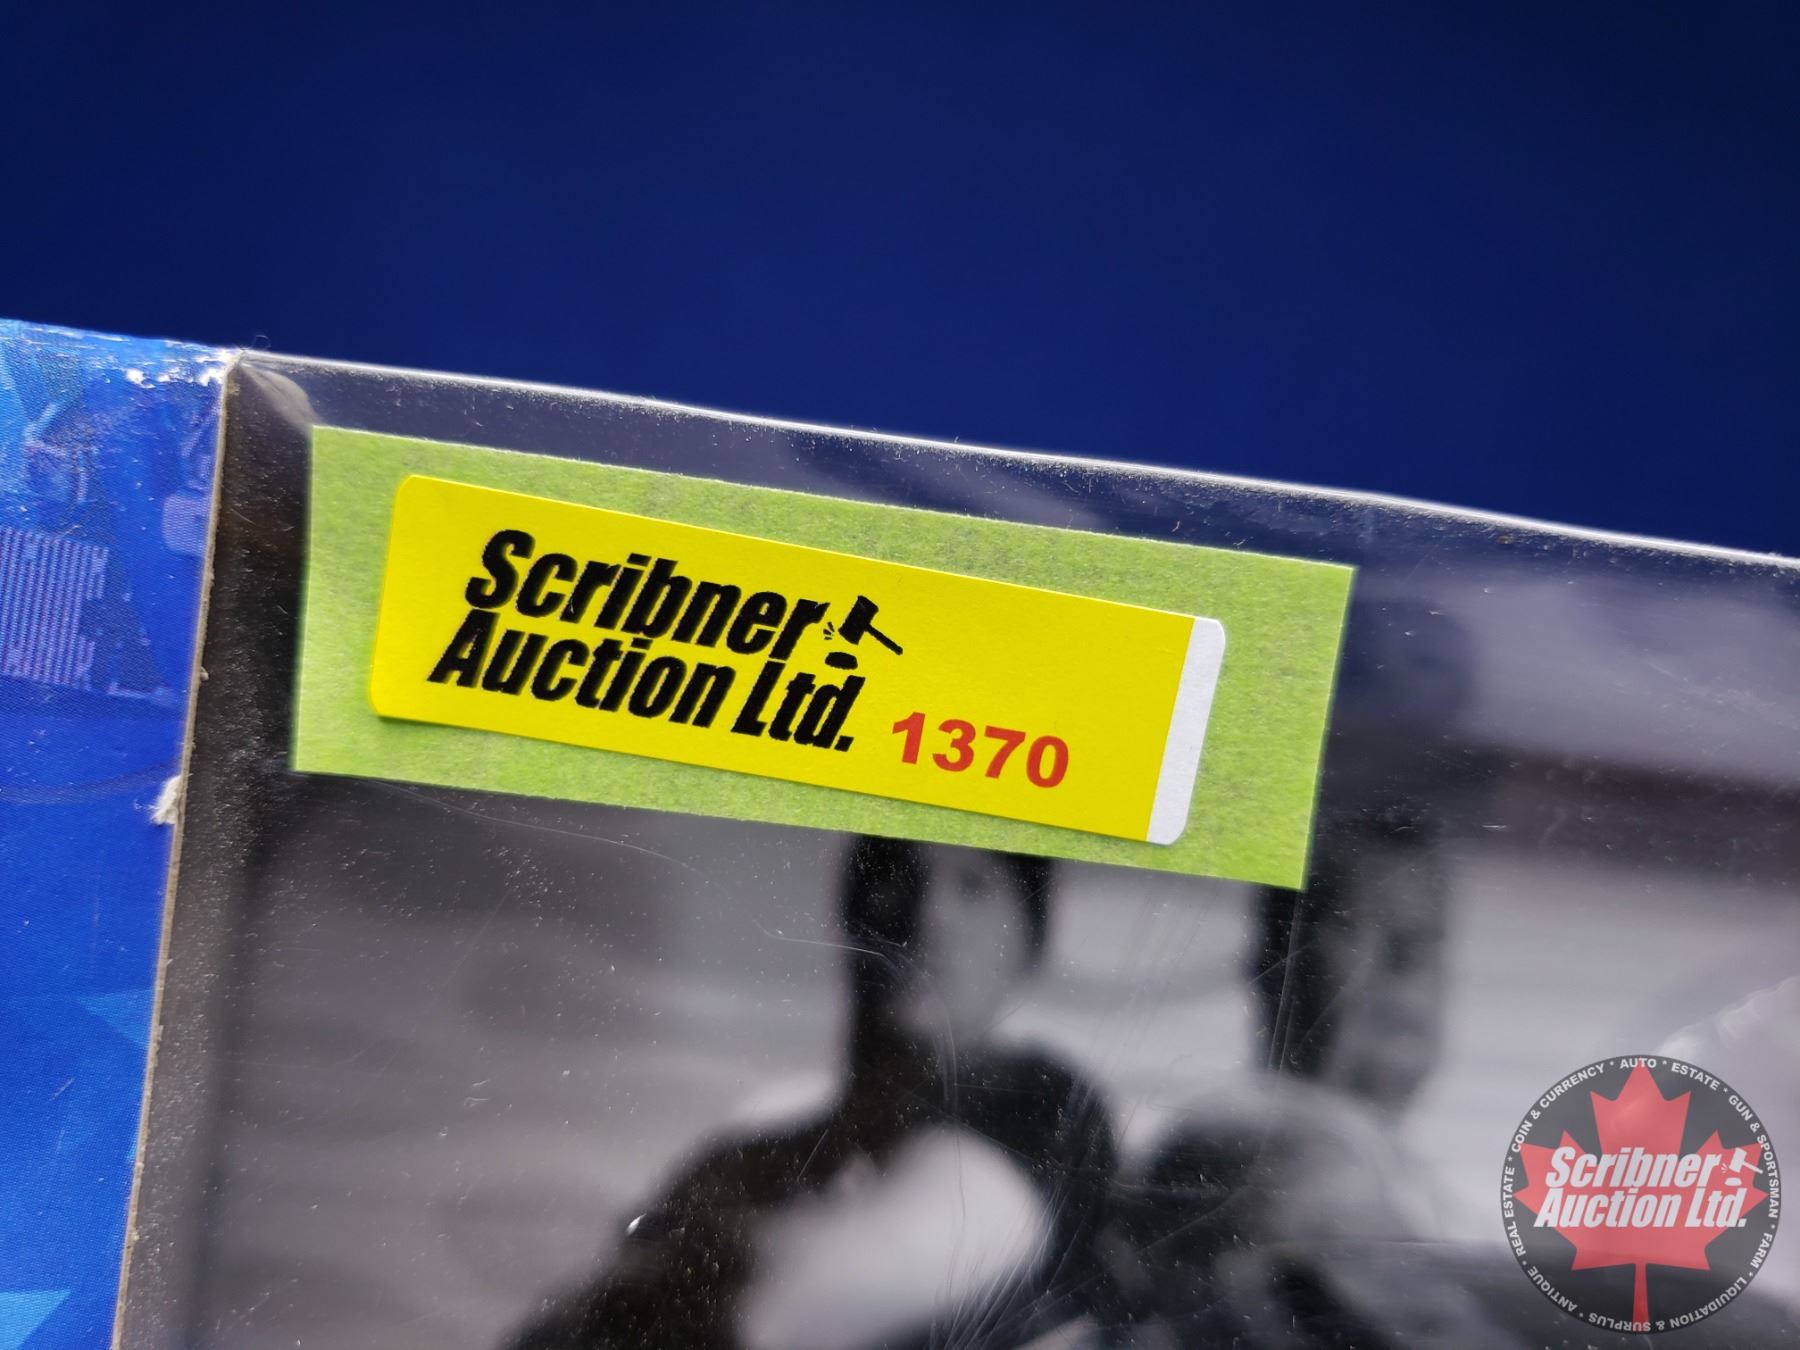 Scribner
Auction Ltd.
1370
REAL ESTATE * COIN & CURRENCY * AUTO * ESTATE * GUN & SPORTSMAN * FARM * LIQUIDATION & SURPLUS * ANTIQUE *
Scribner
Auction Ltd.